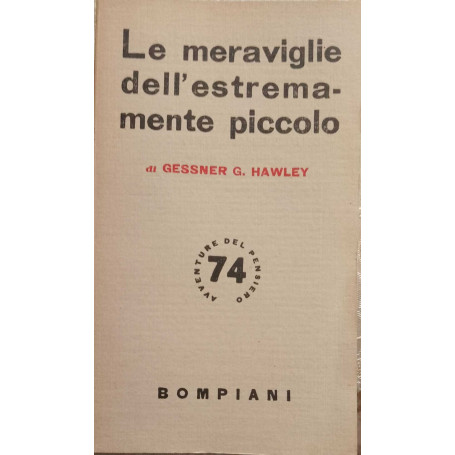 Le meraviglie
dell'estrema-
mente piccolo
di GESSNER G. HAWLEY
AVVENTURE DEL PENSIERO
74
BOMPIANI